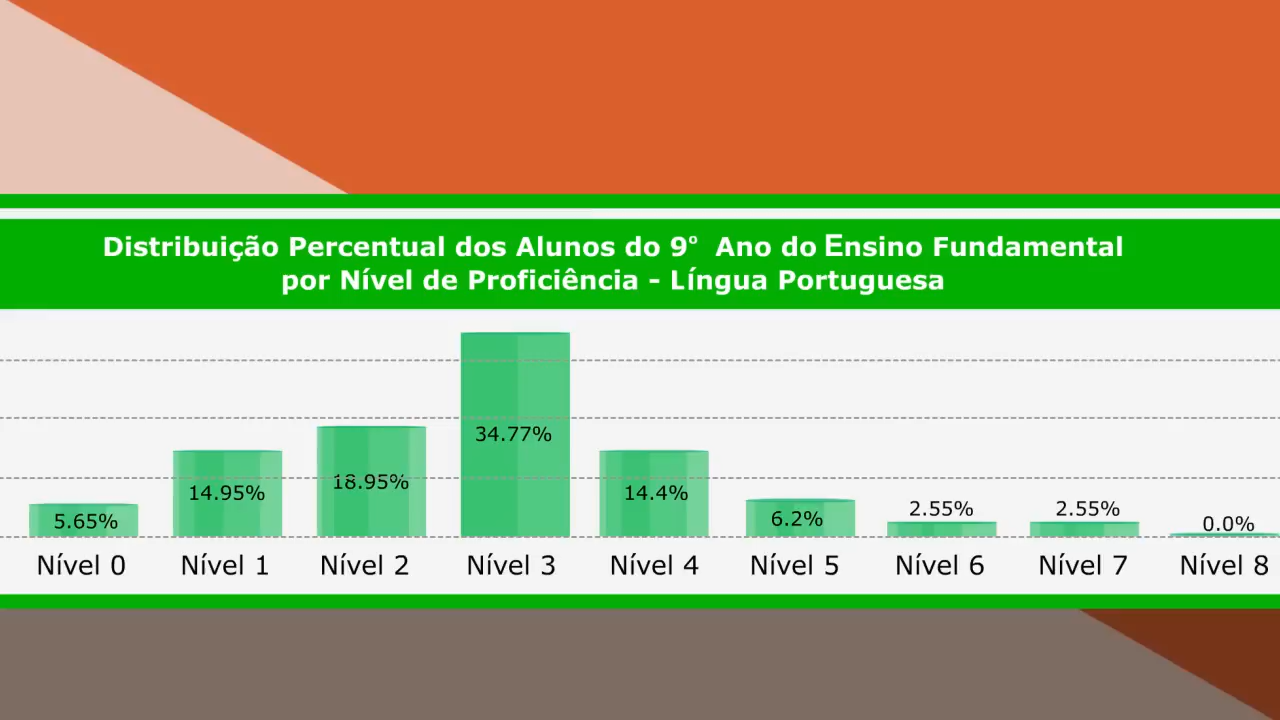 Distribuição Percentual dos Alunos do 9° Ano do Ensino Fundamental
por Nível de Proficiência - Língua Portuguesa
5.65%
14.95%
18.95%
34.77%
14.4%
6.2%
2.55%
2.55%
0.0%
Nível 0
Nível 1
Nível 2
Nível 3
Nível 4
Nível 5
Nível 6
Nível 7
Nível 8